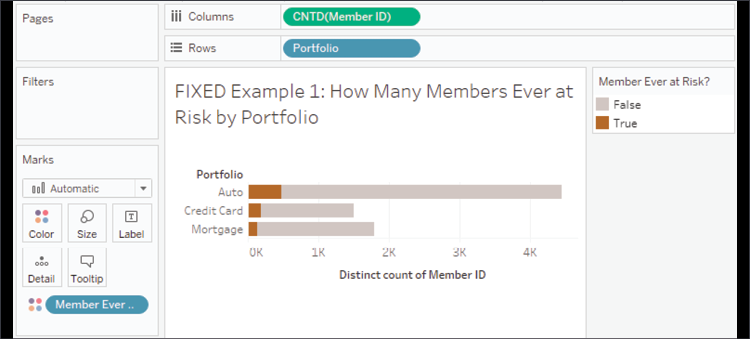 Pages
Columns
CNTD(Member ID)
Rows
Portfolio
Filters
Marks
Automatic
Color
Size
Label
Detail
Tooltip
Member Ever ..
FIXED Example 1: How Many Members Ever at
Risk by Portfolio
Portfolio
Auto
Credit Card
Mortgage
0K 1K 2K 3K 4K
Distinct count of Member ID
Member Ever at Risk?
False
True